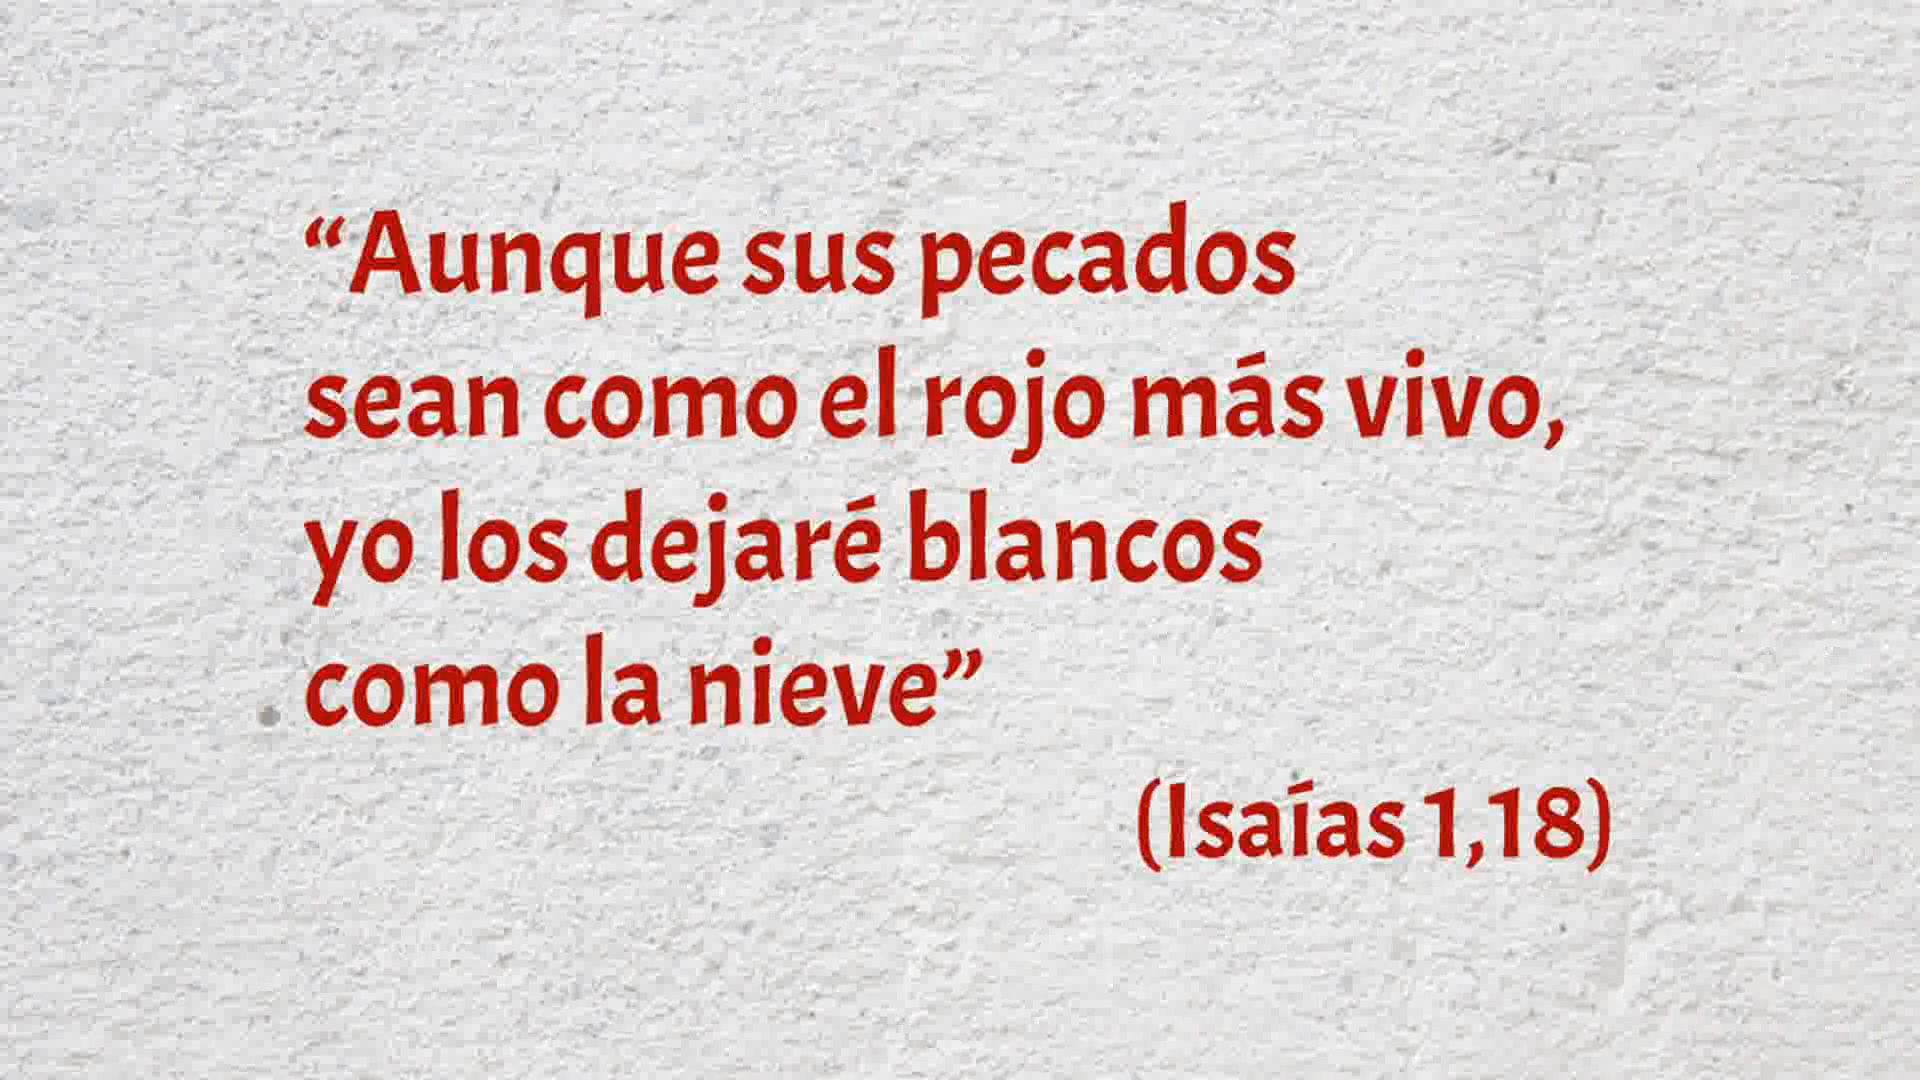 “Aunque sus pecados
sean como el rojo más vivo,
yo los dejaré blancos
como la nieve”
(Isaías 1,18)